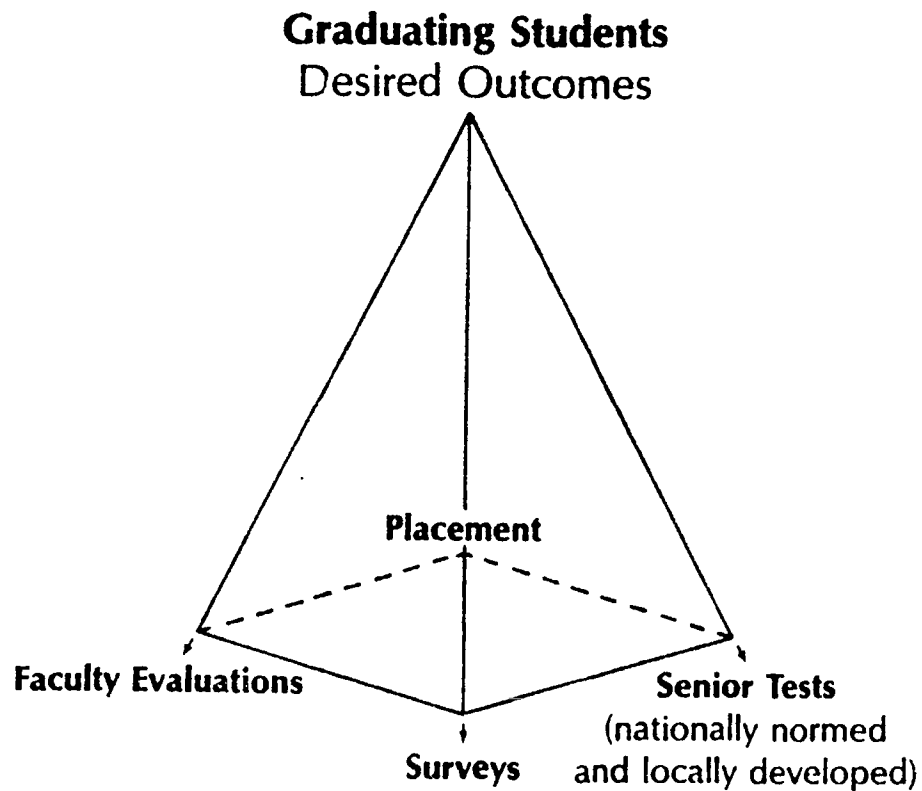 Graduating Students
Desired Outcomes
Placement
Faculty Evaluations
Surveys
Senior Tests
(nationally normed
and locally developed)